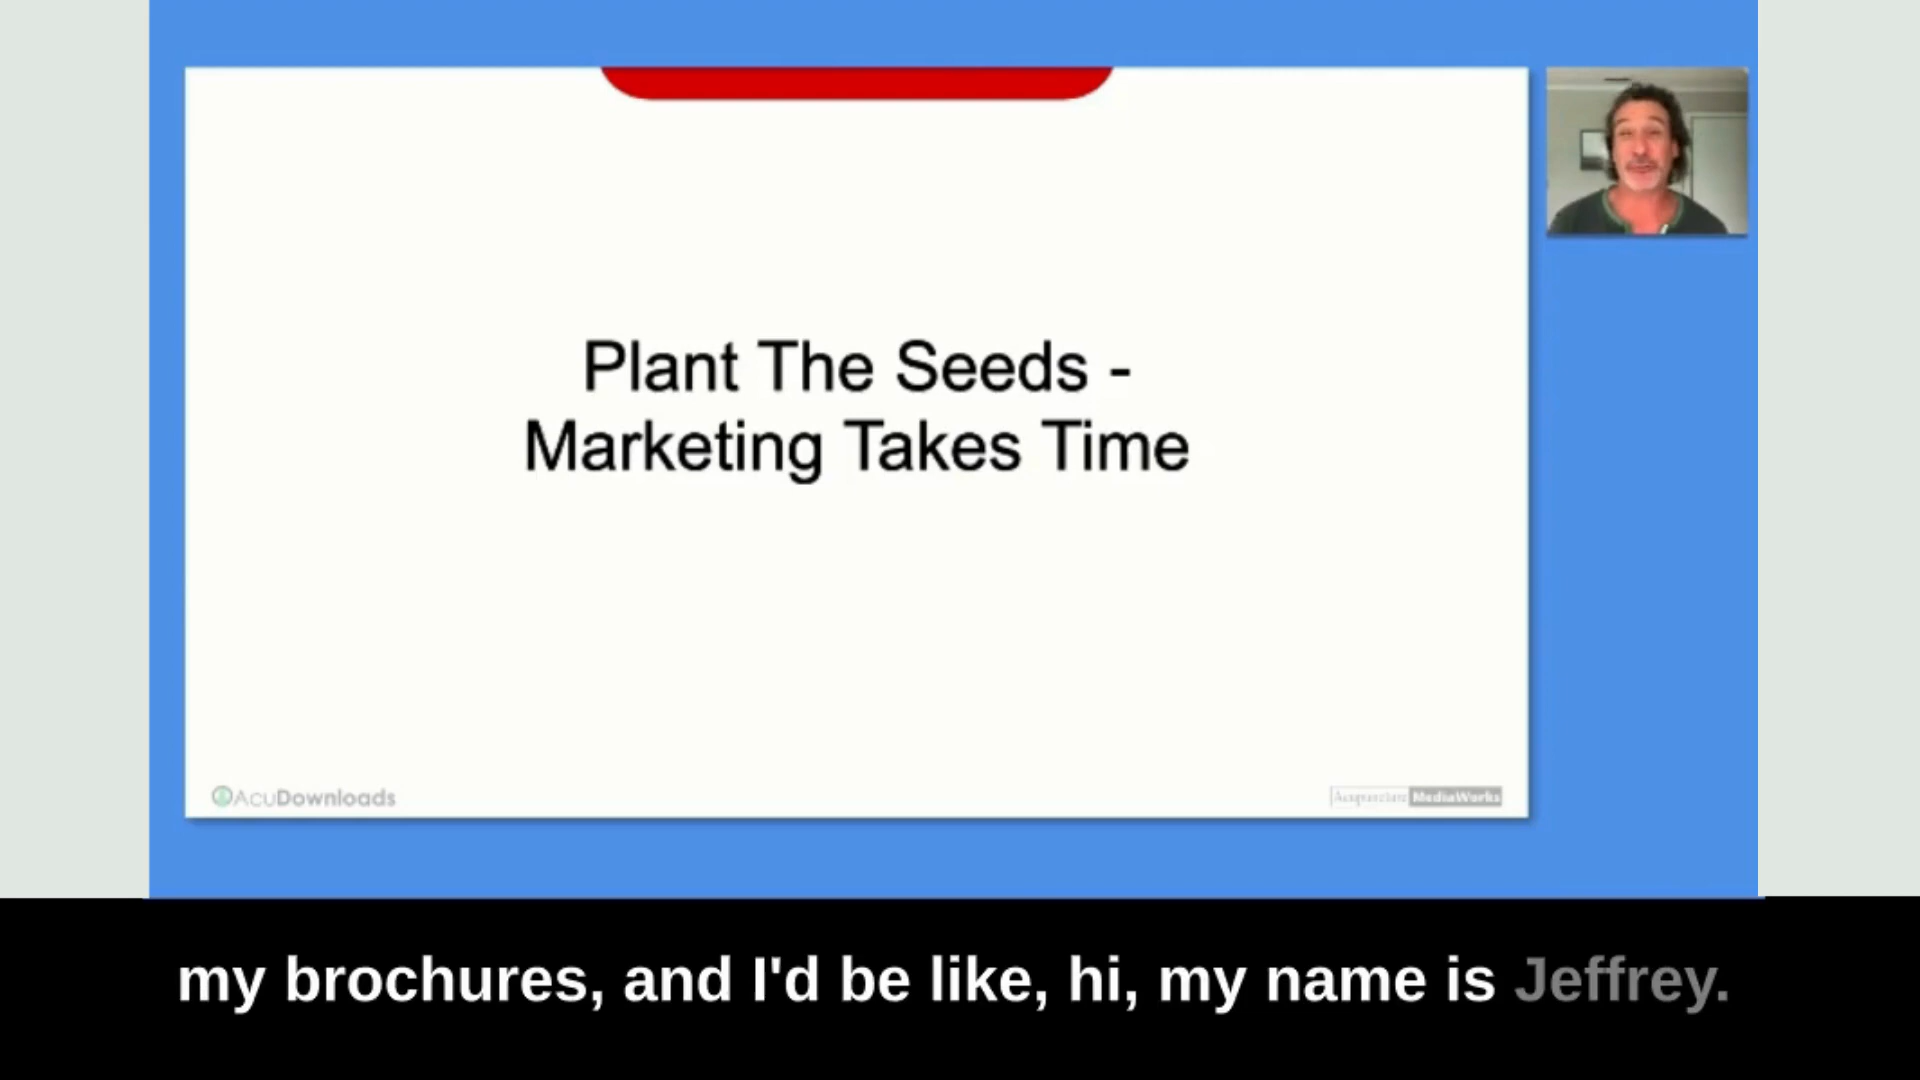 Plant The Seeds -
Marketing Takes Time
AcuDownloads
Acupuncture MediaWorks
my brochures, and I'd be like, hi, my name is Jeffrey.